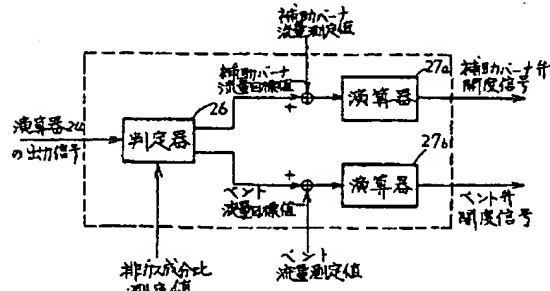 補助バーナ
流量測定値
補助バーナ
流量目標値
+
27a
演算器
補助バーナ弁
開度信号
演算器24
の出力信号
26
判定器
+
ベント
流量目標値
27b
演算器
ベント弁
開度信号
排ガス成分比
測定値
ベント
流量測定値